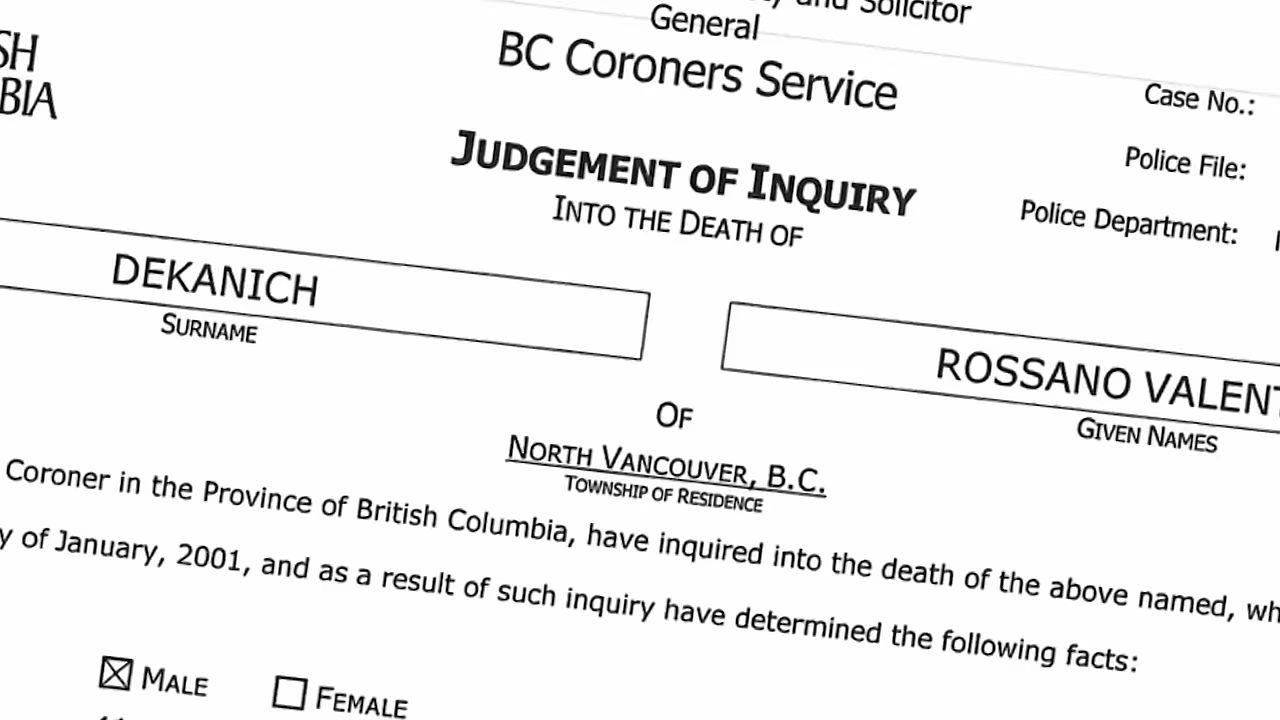 and Solicitor
General
BC Coroners Service
Case No.:
Police File:
Police Department:
JUDGEMENT OF INQUIRY
INTO THE DEATH OF
DEKANICH
SURNAME
ROSSANO
GIVEN NAMES
OF
NORTH VANCOUVER, B.C.
TOWNSHIP OF RESIDENCE
Coroner in the Province of British Columbia, have inquired into the death of the above named,
of January, 2001, and as a result of such inquiry have determined the following facts:
☒ MALE ☐ FEMALE